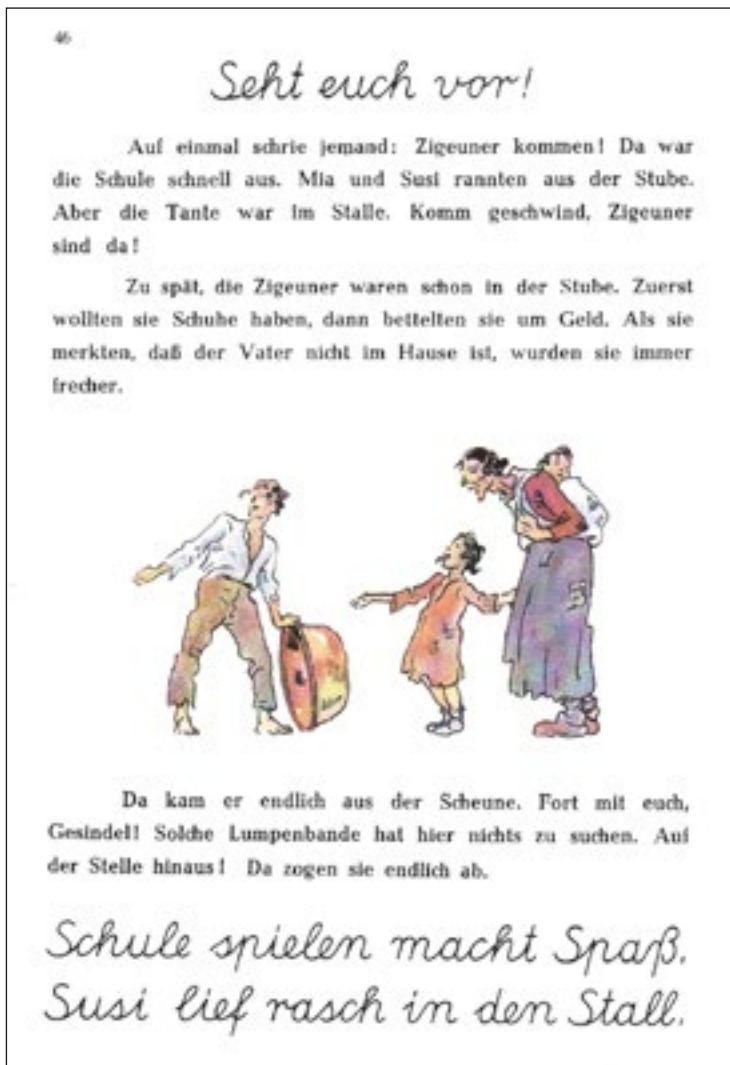 46
Seht euch vor!
Auf einmal schrie jemand: Zigeuner kommen! Da war
die Schule schnell aus. Mia und Susi rannten aus der Stube.
Aber die Tante war im Stalle. Komm geschwind, Zigeuner
sind da!
Zu spät, die Zigeuner waren schon in der Stube. Zuerst
wollten sie Schuhe haben, dann bettelten sie um Geld. Als sie
merkten, daß der Vater nicht im Hause ist, wurden sie immer
frecher.
Da kam er endlich aus der Scheune. Fort mit euch,
Gesindel! Solche Lumpenbande hat hier nichts zu suchen. Auf
der Stelle hinaus! Da zogen sie endlich ab.
Schule spielen macht Spaß.
Susi lief rasch in den Stall.